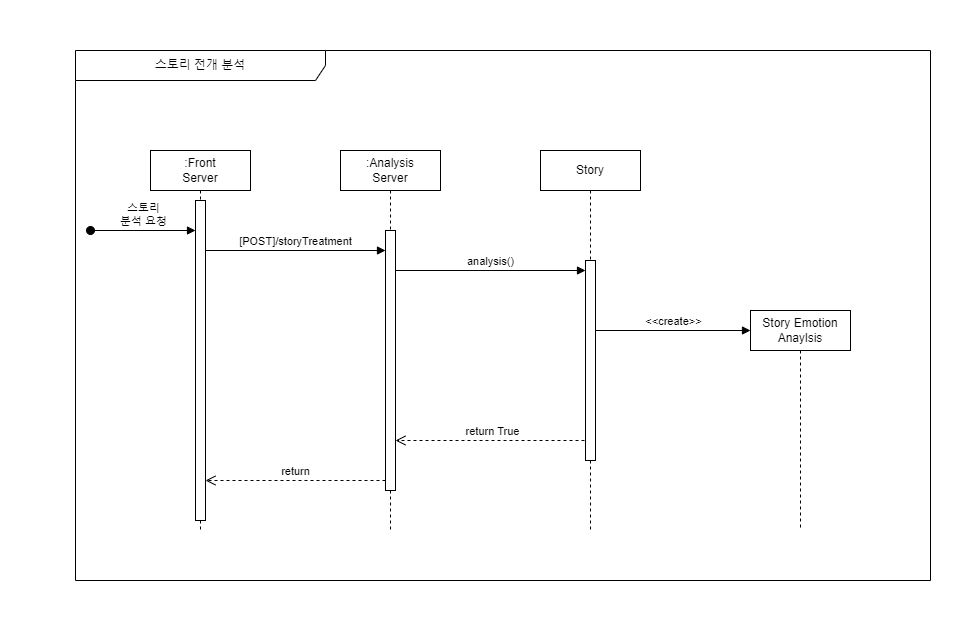 스토리 전개 분석
:Front
Server
:Analysis
Server
Story
스토리
분석 요청
[POST]/storyTreatment
analysis()
<<create>>
Story Emotion
Anaylsis
return True
return